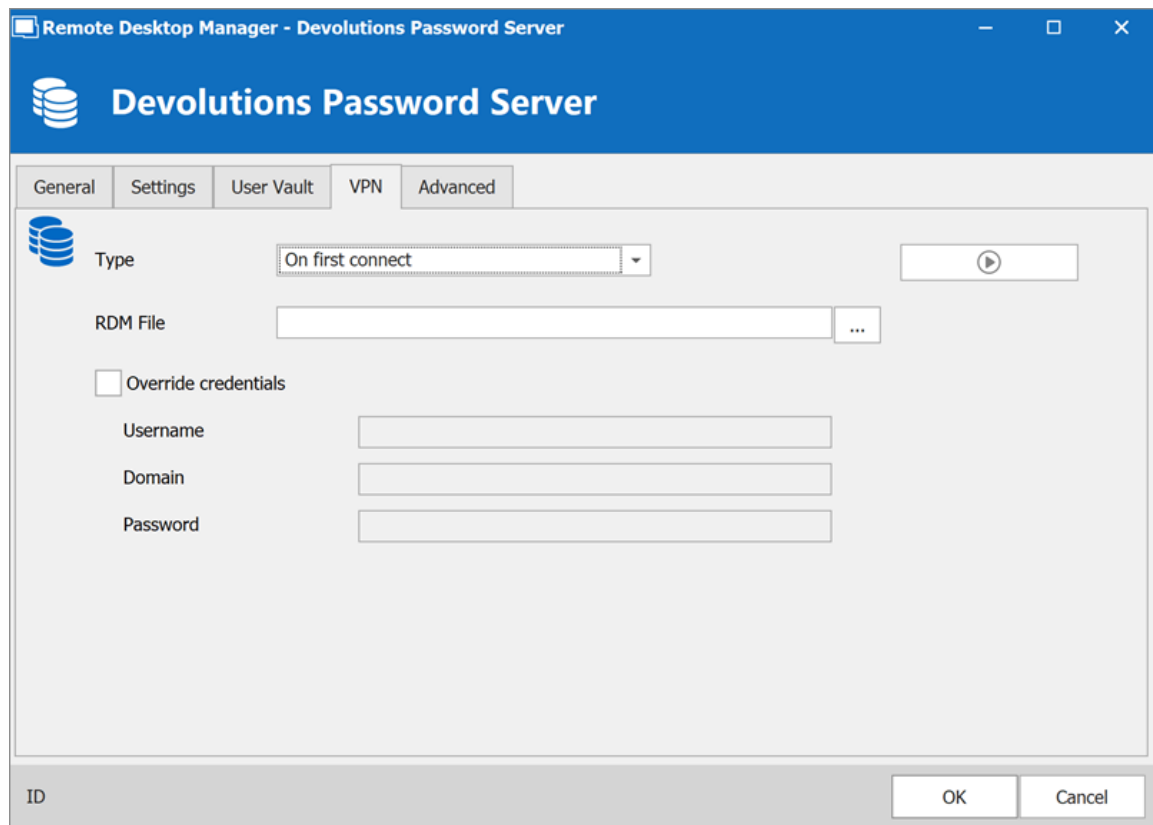 Remote Desktop Manager - Devolutions Password Server
Devolutions Password Server
General Settings User Vault VPN Advanced
Type On first connect
RDM File ...
Override credentials
Username
Domain
Password
ID OK Cancel